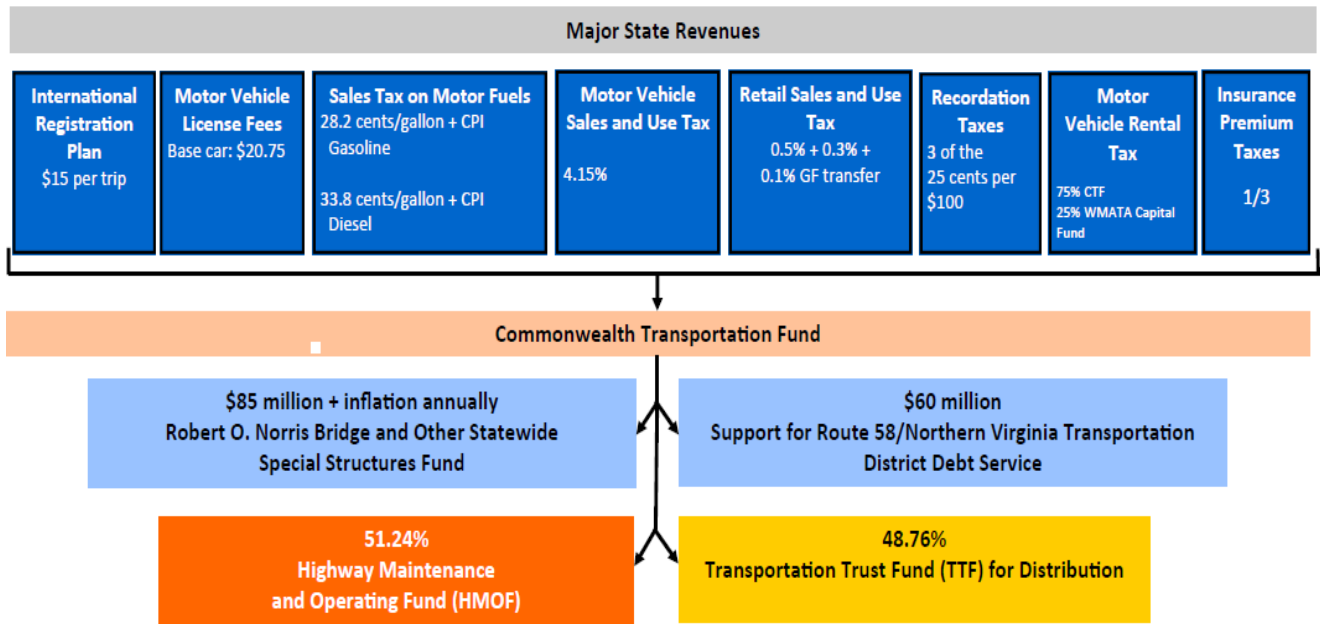 Major State Revenues
International
Registration
Plan
$15 per trip
Motor Vehicle
License Fees
Base car: $20.75
Sales Tax on Motor Fuels
28.2 cents/gallon + CPI
Gasoline
33.8 cents/gallon + CPI
Diesel
Motor Vehicle
Sales and Use Tax
4.15%
Retail Sales and Use
Tax
0.5% + 0.3% +
0.1% GF transfer
Recordation
Taxes
3 of the
25 cents per
$100
Motor
Vehicle Rental
Tax
75% CTF
25% WMATA Capital
Fund
Insurance
Premium
Taxes
1/3
Commonwealth Transportation Fund
$85 million + inflation annually
Robert O. Norris Bridge and Other Statewide
Special Structures Fund
$60 million
Support for Route 58/Northern Virginia Transportation
District Debt Service
51.24%
Highway Maintenance
and Operating Fund (HMOF)
48.76%
Transportation Trust Fund (TTF) for Distribution